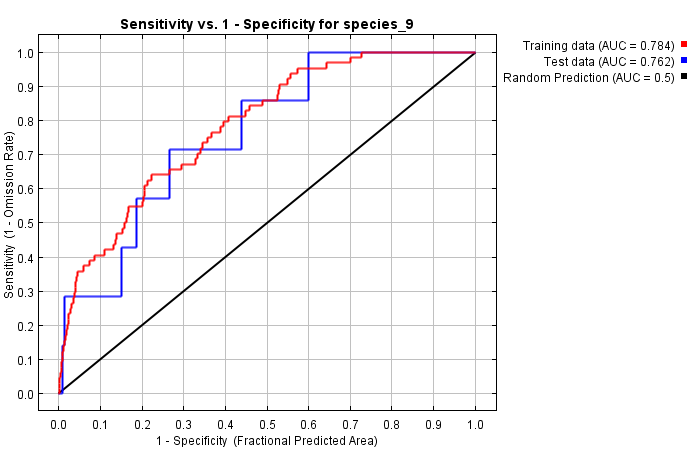 Sensitivity vs. 1 - Specificity for species_9
Training data (AUC = 0.784)
Test data (AUC = 0.762)
Random Prediction (AUC = 0.5)
Sensitivity (1 - Omission Rate)
1.0
0.9
0.8
0.7
0.6
0.5
0.4
0.3
0.2
0.1
0.0
0.0 0.1 0.2 0.3 0.4 0.5 0.6 0.7 0.8 0.9 1.0
1 - Specificity (Fractional Predicted Area)